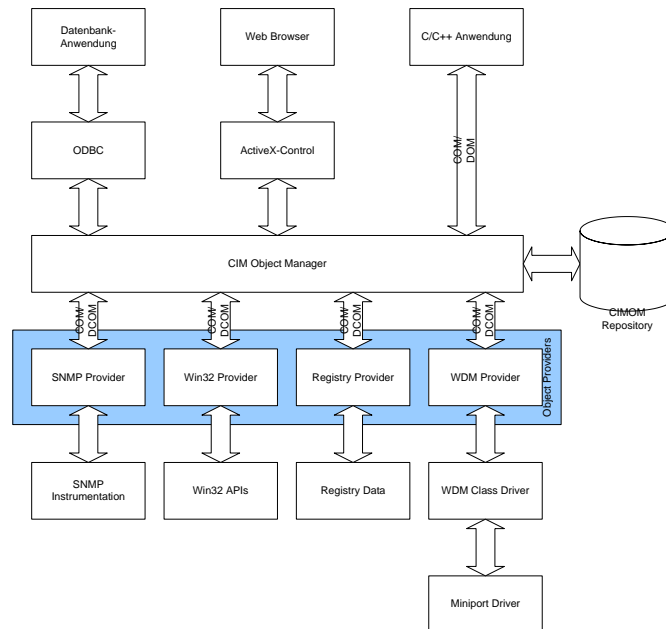 Datenbank-
Anwendung
Web Browser
C/C++ Anwendung
ODBC
ActiveX-Control
COM/
DOM
CIM Object Manager
CIMOM
Repository
COM/
DCOM
COM/
DCOM
COM/
DCOM
COM/
DCOM
SNMP Provider
Win32 Provider
Registry Provider
WDM Provider
Object Providers
SNMP
Instrumentation
Win32 APIs
Registry Data
WDM Class Driver
Miniport Driver